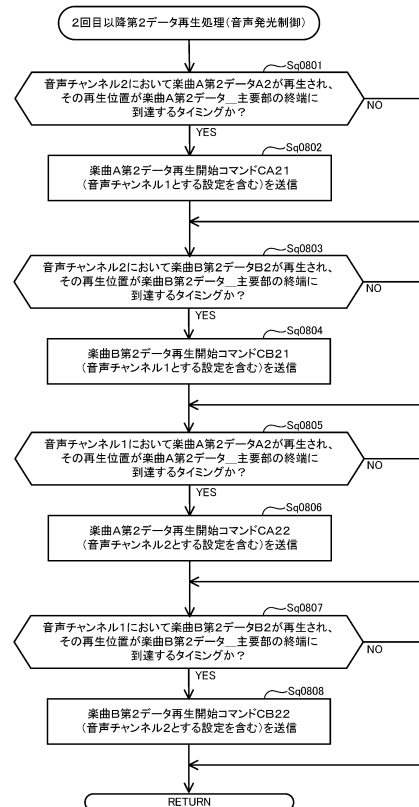 2回目以降第2データ再生処理(音声発光制御)
Sq0801
音声チャンネル2において楽曲A第2データA2が再生され、
その再生位置が楽曲A第2データ__主要部の終端に
到達するタイミングか?
NO
YES
Sq0802
楽曲A第2データ再生開始コマンドCA21
(音声チャンネル1とする設定を含む)を送信
Sq0803
音声チャンネル2において楽曲B第2データB2が再生され、
その再生位置が楽曲B第2データ__主要部の終端に
到達するタイミングか?
NO
YES
Sq0804
楽曲B第2データ再生開始コマンドCB21
(音声チャンネル1とする設定を含む)を送信
Sq0805
音声チャンネル1において楽曲A第2データA2が再生され、
その再生位置が楽曲A第2データ__主要部の終端に
到達するタイミングか?
NO
YES
Sq0806
楽曲A第2データ再生開始コマンドCA22
(音声チャンネル2とする設定を含む)を送信
Sq0807
音声チャンネル1において楽曲B第2データB2が再生され、
その再生位置が楽曲B第2データ__主要部の終端に
到達するタイミングか?
NO
YES
Sq0808
楽曲B第2データ再生開始コマンドCB22
(音声チャンネル2とする設定を含む)を送信
RETURN